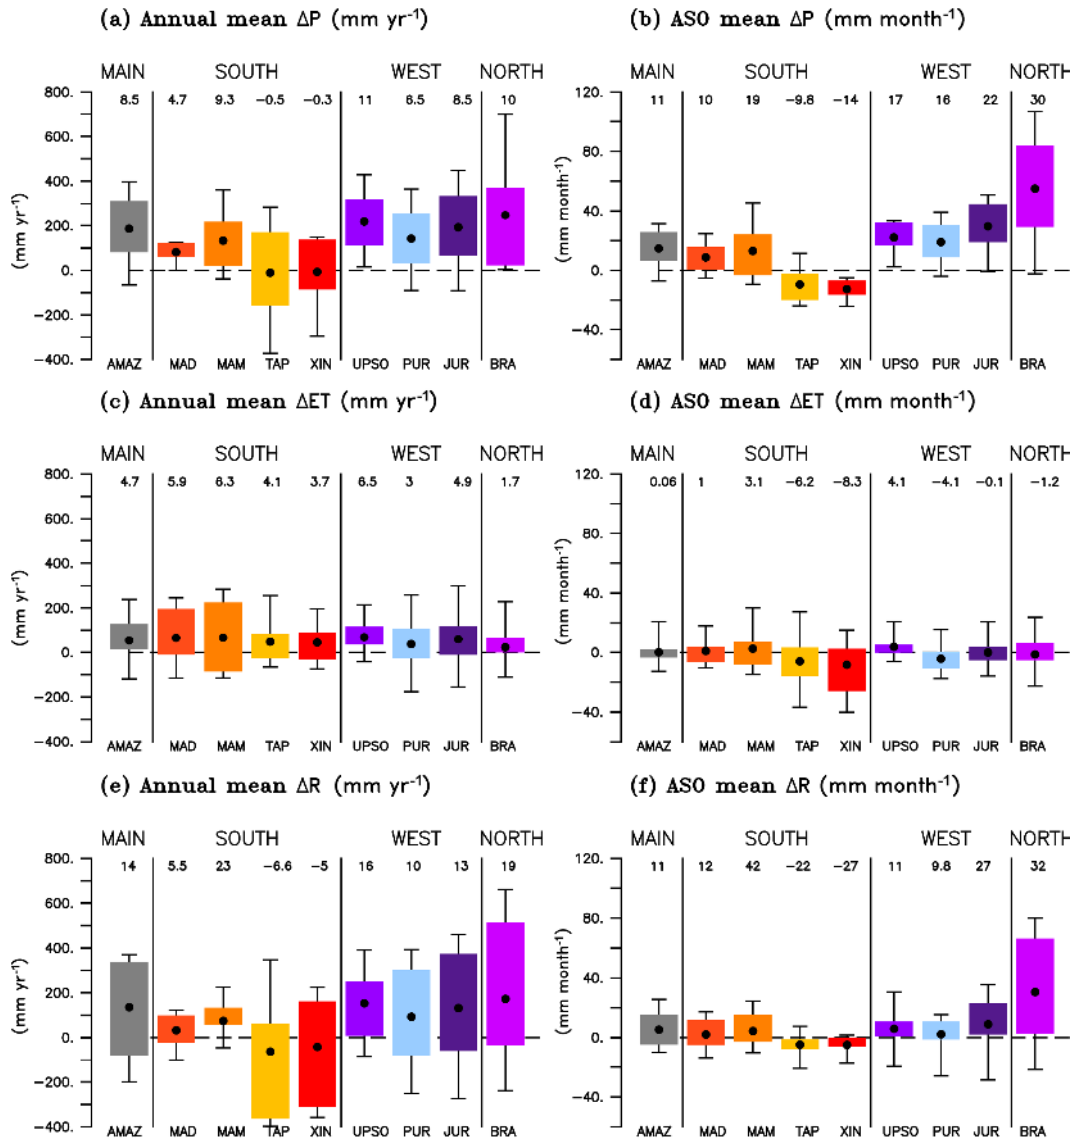 (a) Annual mean ΔP (mm yr⁻¹)
MAIN SOUTH WEST NORTH
8.5 4.7 9.3 −0.5 −0.3 11 6.5 8.5 10
800.
600.
400.
200.
0.
−200.
−400.
(mm yr⁻¹)
AMAZ MAD MAM TAP XIN UPSO PUR JUR BRA
(b) ASO mean ΔP (mm month⁻¹)
MAIN SOUTH WEST NORTH
11 10 19 −9.8 −14 17 16 22 30
120.
80.
40.
0.
−40.
(mm month⁻¹)
AMAZ MAD MAM TAP XIN UPSO PUR JUR BRA
(c) Annual mean ΔET (mm yr⁻¹)
MAIN SOUTH WEST NORTH
4.7 5.9 6.3 4.1 3.7 6.5 3 4.9 1.7
800.
600.
400.
200.
0.
−200.
−400.
(mm yr⁻¹)
AMAZ MAD MAM TAP XIN UPSO PUR JUR BRA
(d) ASO mean ΔET (mm month⁻¹)
MAIN SOUTH WEST NORTH
0.06 1 3.1 −6.2 −8.3 4.1 −4.1 −0.1 −1.2
120.
80.
40.
0.
−40.
(mm month⁻¹)
AMAZ MAD MAM TAP XIN UPSO PUR JUR BRA
(e) Annual mean ΔR (mm yr⁻¹)
MAIN SOUTH WEST NORTH
14 5.5 23 −6.6 −5 16 10 13 19
800.
600.
400.
200.
0.
−200.
−400.
(mm yr⁻¹)
AMAZ MAD MAM TAP XIN UPSO PUR JUR BRA
(f) ASO mean ΔR (mm month⁻¹)
MAIN SOUTH WEST NORTH
11 12 42 −22 −27 11 9.8 27 32
120.
80.
40.
0.
−40.
(mm month⁻¹)
AMAZ MAD MAM TAP XIN UPSO PUR JUR BRA